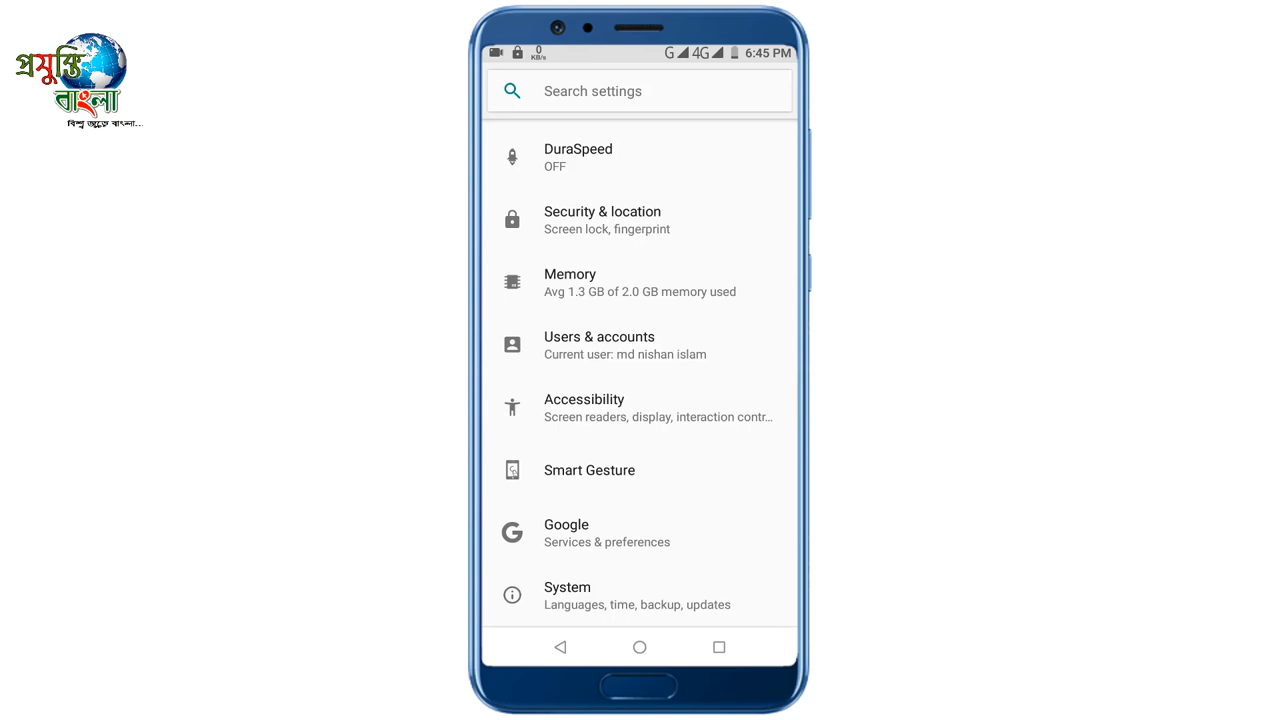 প্রযুক্তি
বাংলা
বিশ্ব জুড়ে বাংলা...
0
KB/s
G 4G 6:45 PM
Search settings
DuraSpeed
OFF
Security & location
Screen lock, fingerprint
Memory
Avg 1.3 GB of 2.0 GB memory used
Users & accounts
Current user: md nishan islam
Accessibility
Screen readers, display, interaction contr...
Smart Gesture
Google
Services & preferences
System
Languages, time, backup, updates